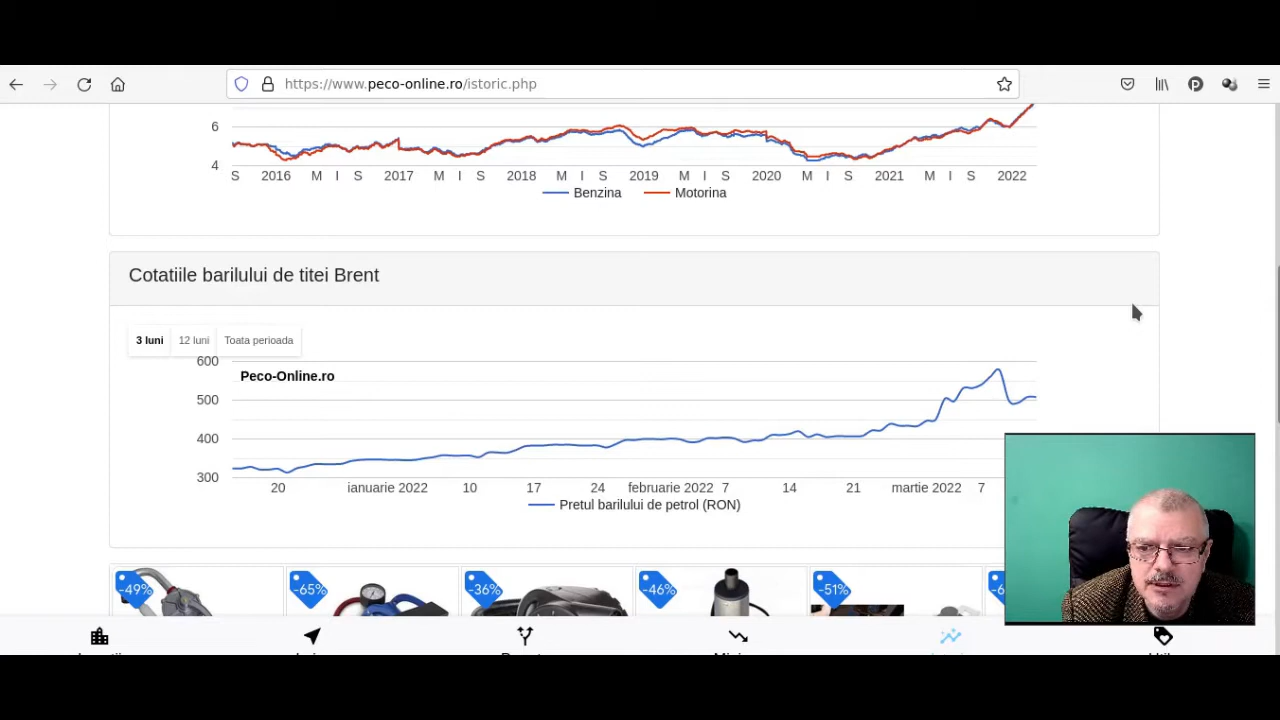 https://www.peco-online.ro/istoric.php
6
4
S 2016 M I S 2017 M I S 2018 M I S 2019 M I S 2020 M I S 2021 M I S 2022
Benzina Motorina
Cotatiile barilului de titei Brent
3 luni 12 luni Toata perioada
600
Peco-Online.ro
500
400
300
20 ianuarie 2022 10 17 24 februarie 2022 7 14 21 martie 2022 7
Pretul barilului de petrol (RON)
-49% -65% -36% -46% -51%